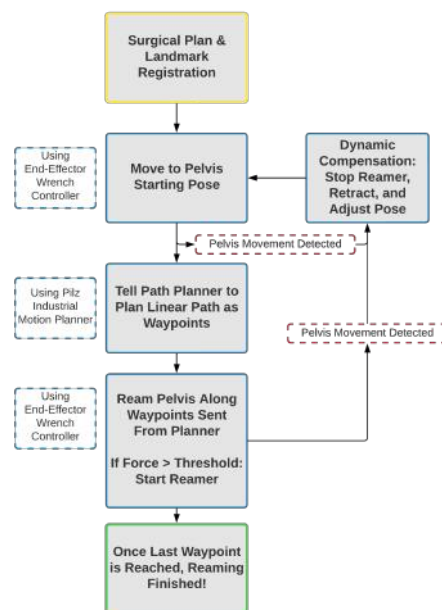 Surgical Plan &
Landmark
Registration
Using
End-Effector
Wrench
Controller
Move to Pelvis
Starting Pose
Dynamic
Compensation:
Stop Reamer,
Retract, and
Adjust Pose
Pelvis Movement Detected
Using Pilz
Industrial
Motion Planner
Tell Path Planner to
Plan Linear Path as
Waypoints
Pelvis Movement Detected
Using
End-Effector
Wrench
Controller
Ream Pelvis Along
Waypoints Sent
From Planner
If Force > Threshold:
Start Reamer
Once Last Waypoint
is Reached, Reaming
Finished!